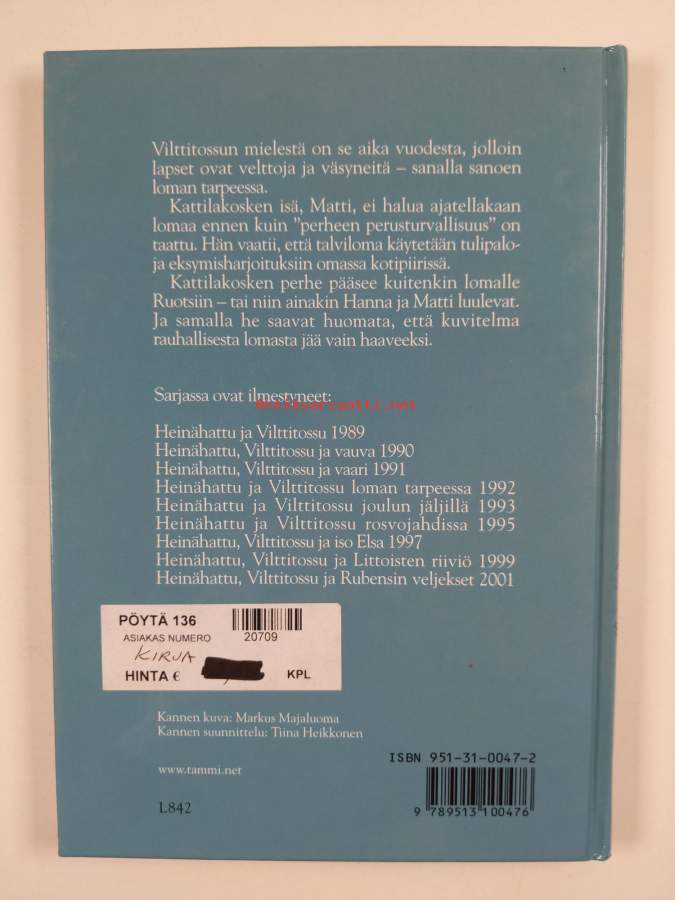 Vilttitossun mielestä on se aika vuodesta, jolloin
lapset ovat velttoja ja väsyneitä – sanalla sanoen
loman tarpeessa.
Kattilakosken isä, Matti, ei halua ajatellakaan
lomaa ennen kuin "perheen perusturvallisuus" on
taattu. Hän vaatii, että talviloma käytetään tulipalo-
ja eksymisharjoituksiin omassa kotipiirissä.
Kattilakosken perhe pääsee kuitenkin lomalle
Ruotsiin – tai niin ainakin Hanna ja Matti luulevat.
Ja samalla he saavat huomata, että kuvitelma
rauhallisesta lomasta jää vain haaveeksi.
Sarjassa ovat ilmestyneet:
Antikvariaatti.net
Heinähattu ja Vilttitossu 1989
Heinähattu, Vilttitossu ja vauva 1990
Heinähattu, Vilttitossu ja vaari 1991
Heinähattu ja Vilttitossu loman tarpeessa 1992
Heinähattu ja Vilttitossu joulun jäljillä 1993
Heinähattu ja Vilttitossu rosvojahdissa 1995
Heinähattu, Vilttitossu ja iso Elsa 1997
Heinähattu, Vilttitossu ja Littoisten riiviö 1999
Heinähattu, Vilttitossu ja Rubensin veljekset 2001
PÖYTÄ 136
ASIAKAS NUMERO 20709
KIRJA
HINTA € KPL
Kannen kuva: Markus Majaluoma
Kannen suunnittelu: Tiina Heikkonen
www.tammi.net
L842
ISBN 951-31-0047-2
9 789513 100476